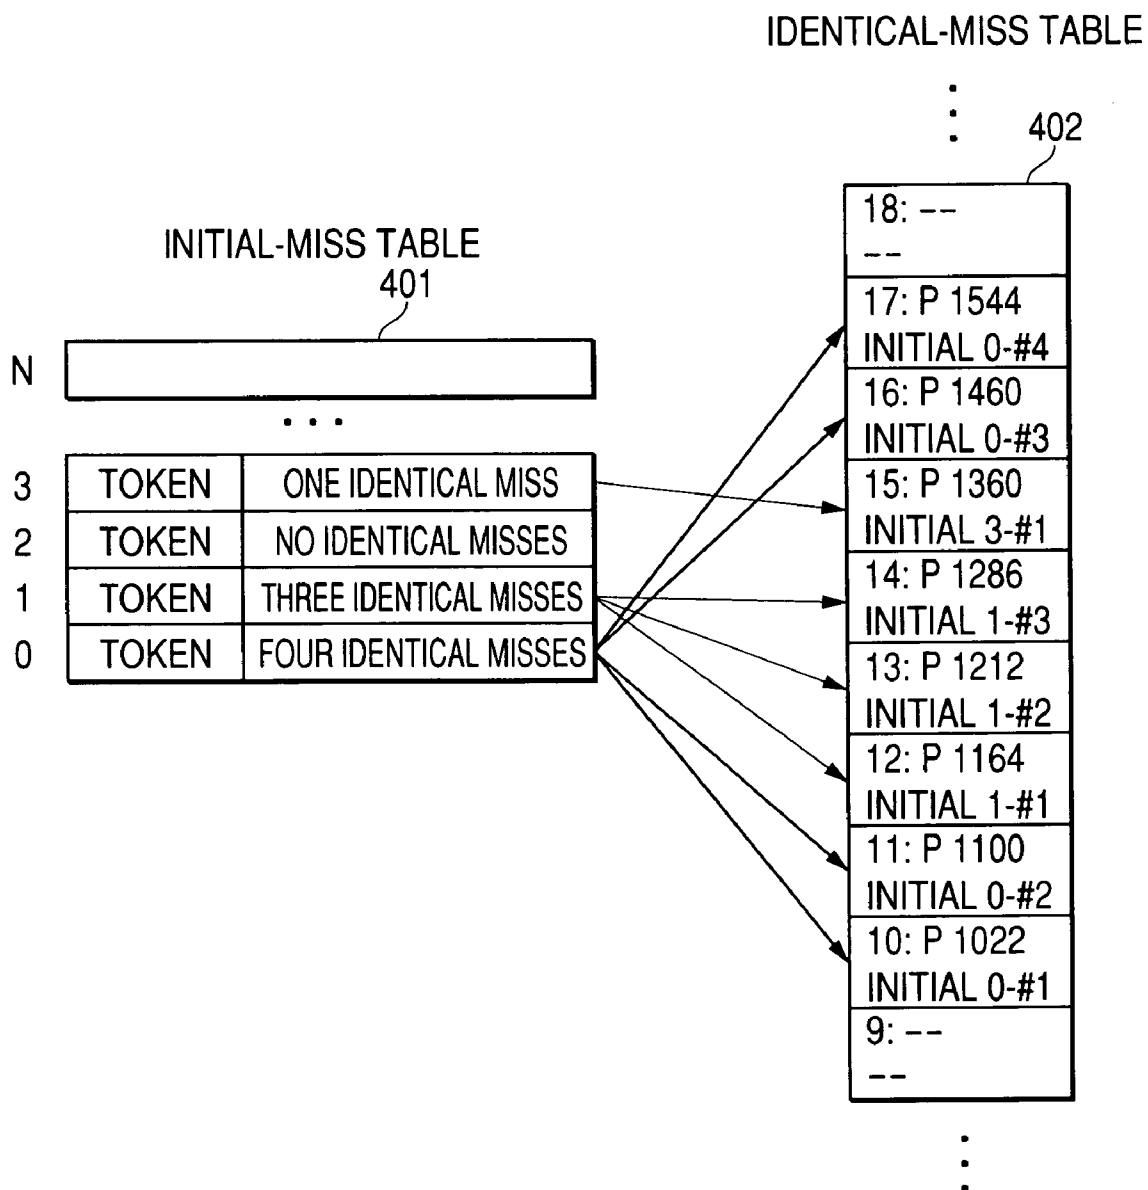 IDENTICAL-MISS TABLE
402
18: --
--
INITIAL-MISS TABLE
401
17: P 1544
INITIAL 0-#4
N
16: P 1460
INITIAL 0-#3
...
3 TOKEN ONE IDENTICAL MISS
2 TOKEN NO IDENTICAL MISSES
1 TOKEN THREE IDENTICAL MISSES
0 TOKEN FOUR IDENTICAL MISSES
15: P 1360
INITIAL 3-#1
14: P 1286
INITIAL 1-#3
13: P 1212
INITIAL 1-#2
12: P 1164
INITIAL 1-#1
11: P 1100
INITIAL 0-#2
10: P 1022
INITIAL 0-#1
9: --
--